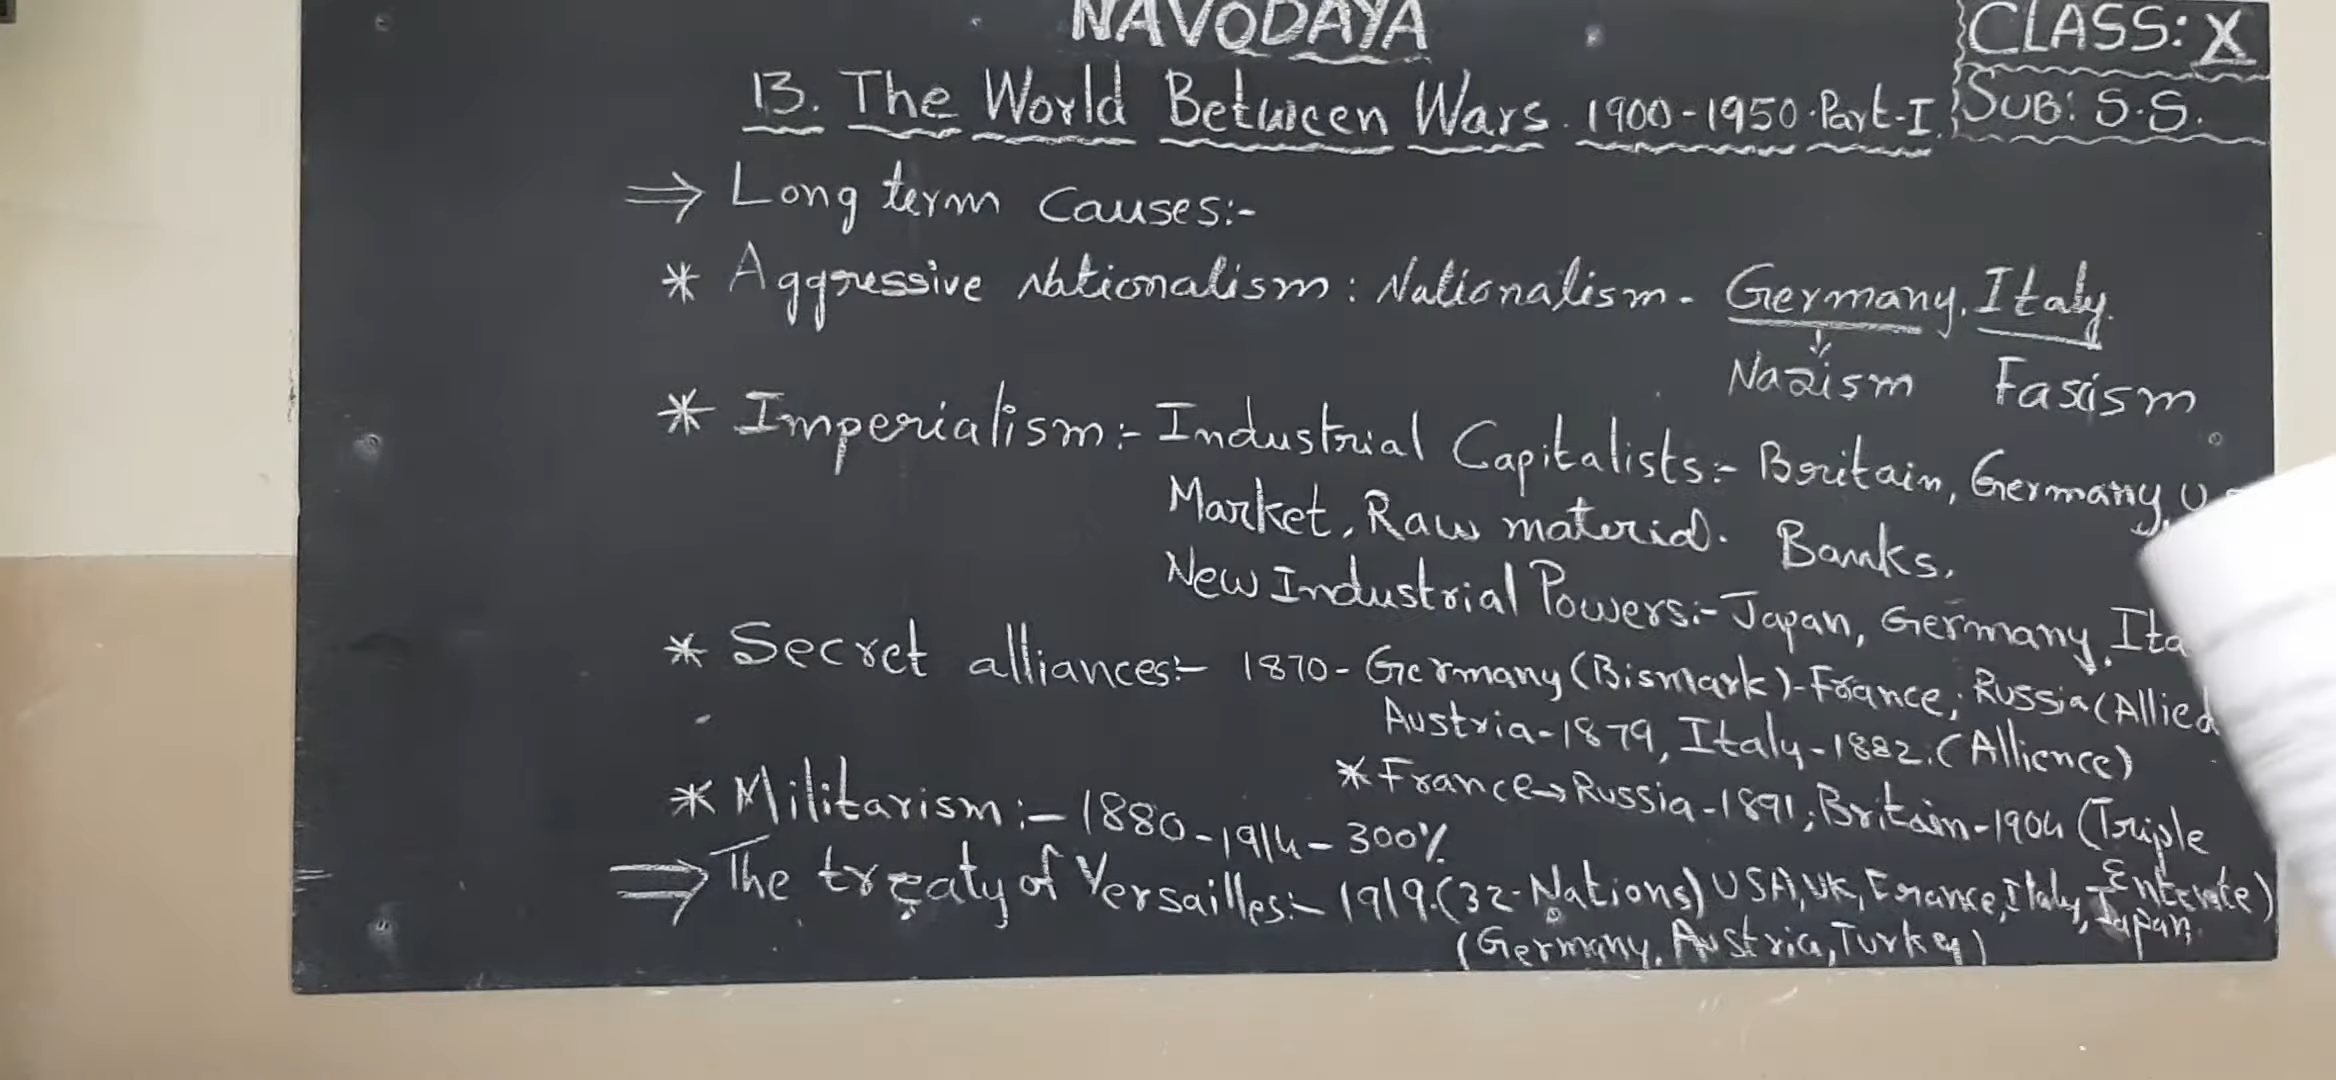 NAVODAYA
CLASS: X
SUB: S.S.
13. The World Between Wars. 1900-1950. Part-I.
⇒ Long term Causes:-
* Aggressive Nationalism: Nationalism - Germany, Italy.
↓
Nazism Fascism
* Imperialism:- Industrial Capitalists:- Britain, Germany, U
Market, Raw material. Banks,
New Industrial Powers:- Japan, Germany, Ita
* Secret alliances:- 1870- Germany (Bismark)-France; Russia (Allied
Austria-1879, Italy-1882. (Allience)
* France→Russia-1891; Britain-1904 (Triple Enterate)
* Militarism:- 1880-1914-300%
⇒ The treaty of Versailles:- 1919. (32-Nations) USA, UK, France, Italy, Japan.
(Germany, Austria, Turkey)